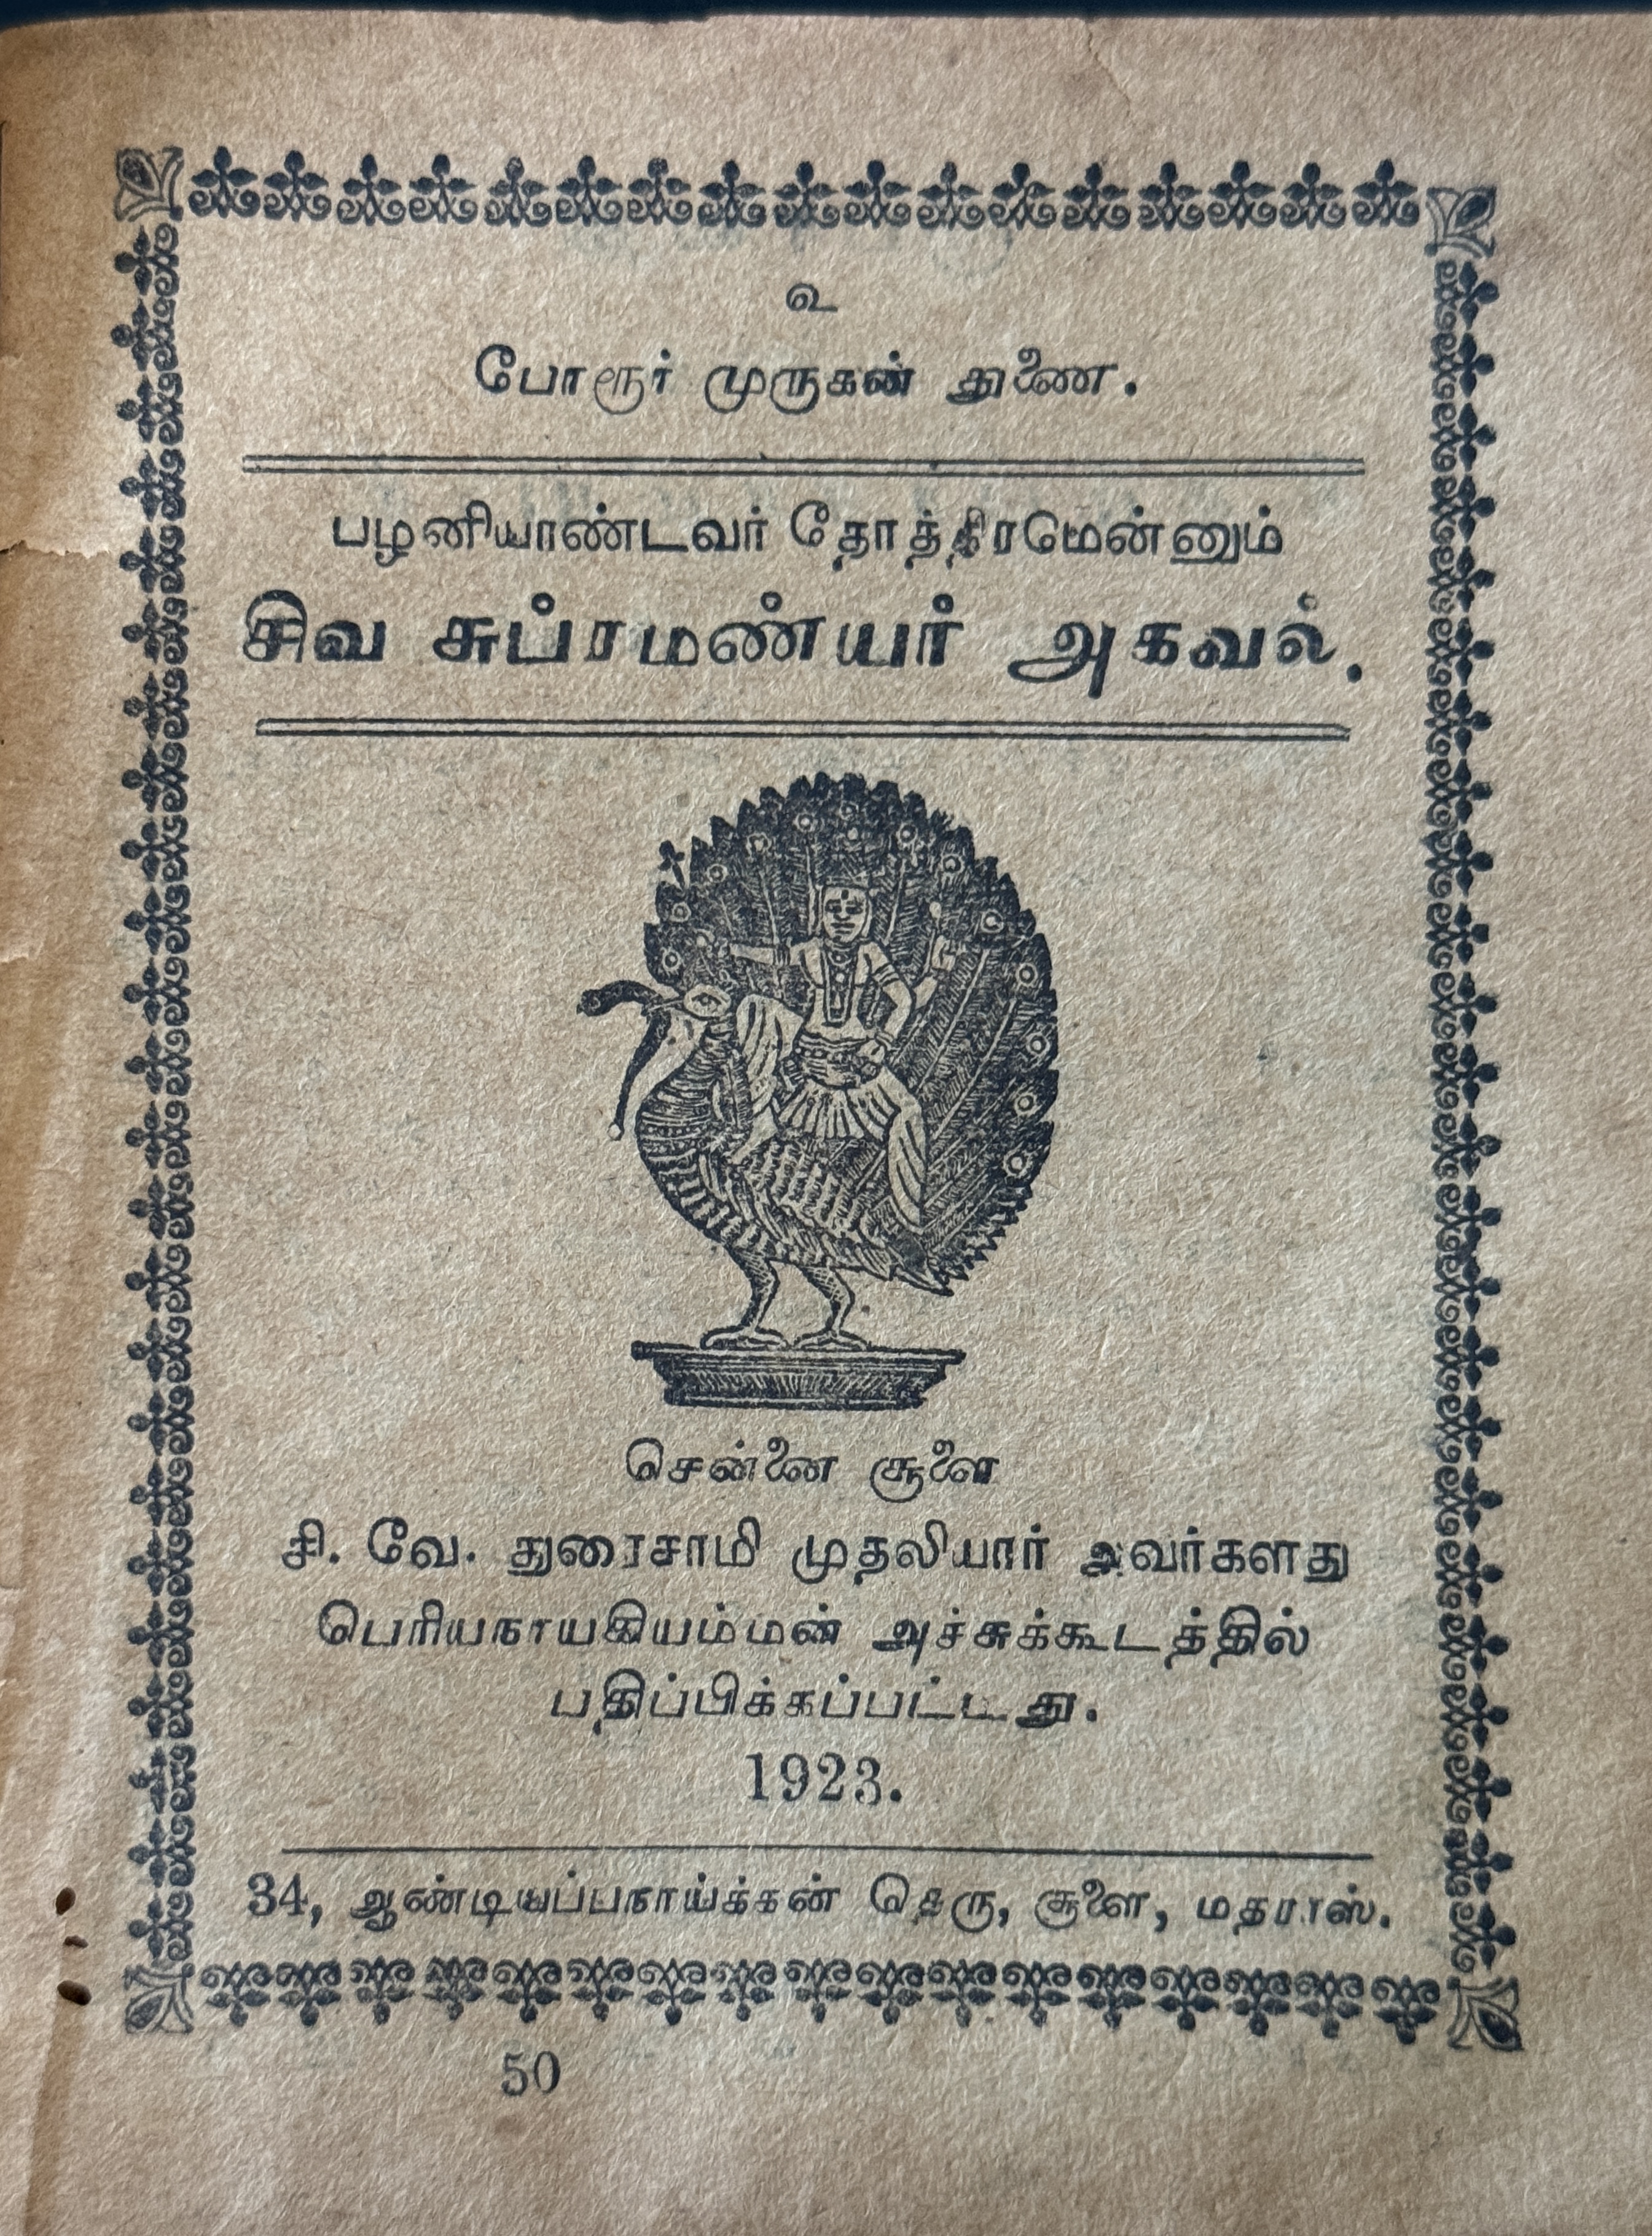 உ
போரூர் முருகன் துணை.
பழனியாண்டவர் தோத்திரமென்னும்
சிவ சுப்ரமண்யர் அகவல்.
சென்னை சூளை
சி. வே. துரைசாமி முதலியார் அவர்களது
பெரியநாயகியம்மன் அச்சுக்கூடத்தில்
பதிப்பிக்கப்பட்டது.
1923.
34, ஆண்டியப்பநாய்க்கன் தெரு, சூளை, மதராஸ்.
50